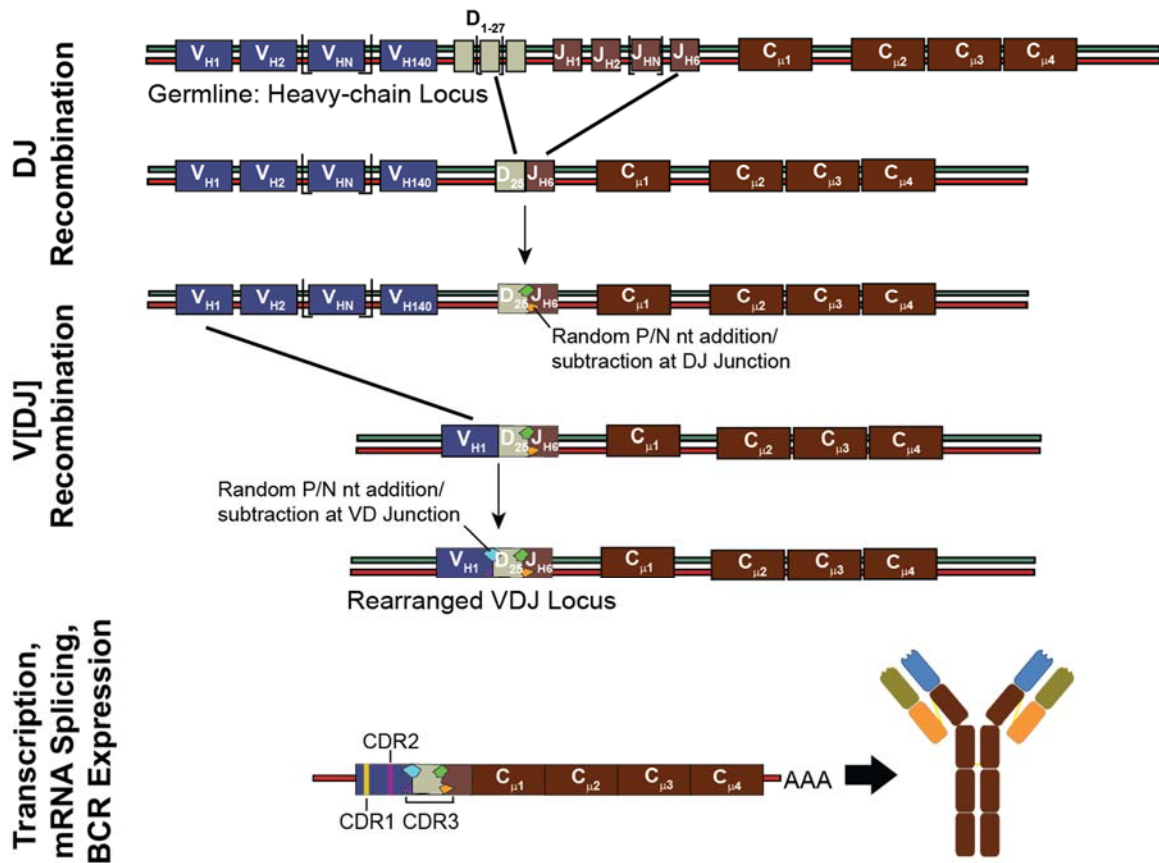 DJ
Recombination
D1-27
VH1 VH2 VHN VH140 JH1 JH2 JHN JH6 Cμ1 Cμ2 Cμ3 Cμ4
Germline: Heavy-chain Locus
VH1 VH2 VHN VH140 D25 JH6 Cμ1 Cμ2 Cμ3 Cμ4
V[DJ]
Recombination
VH1 VH2 VHN VH140 D25 JH6 Cμ1 Cμ2 Cμ3 Cμ4
Random P/N nt addition/
subtraction at DJ Junction
VH1 D25 JH6 Cμ1 Cμ2 Cμ3 Cμ4
Random P/N nt addition/
subtraction at VD Junction
VH1 D25 JH6 Cμ1 Cμ2 Cμ3 Cμ4
Rearranged VDJ Locus
Transcription,
mRNA Splicing,
BCR Expression
CDR2
Cμ1 Cμ2 Cμ3 Cμ4 AAA
CDR1 CDR3